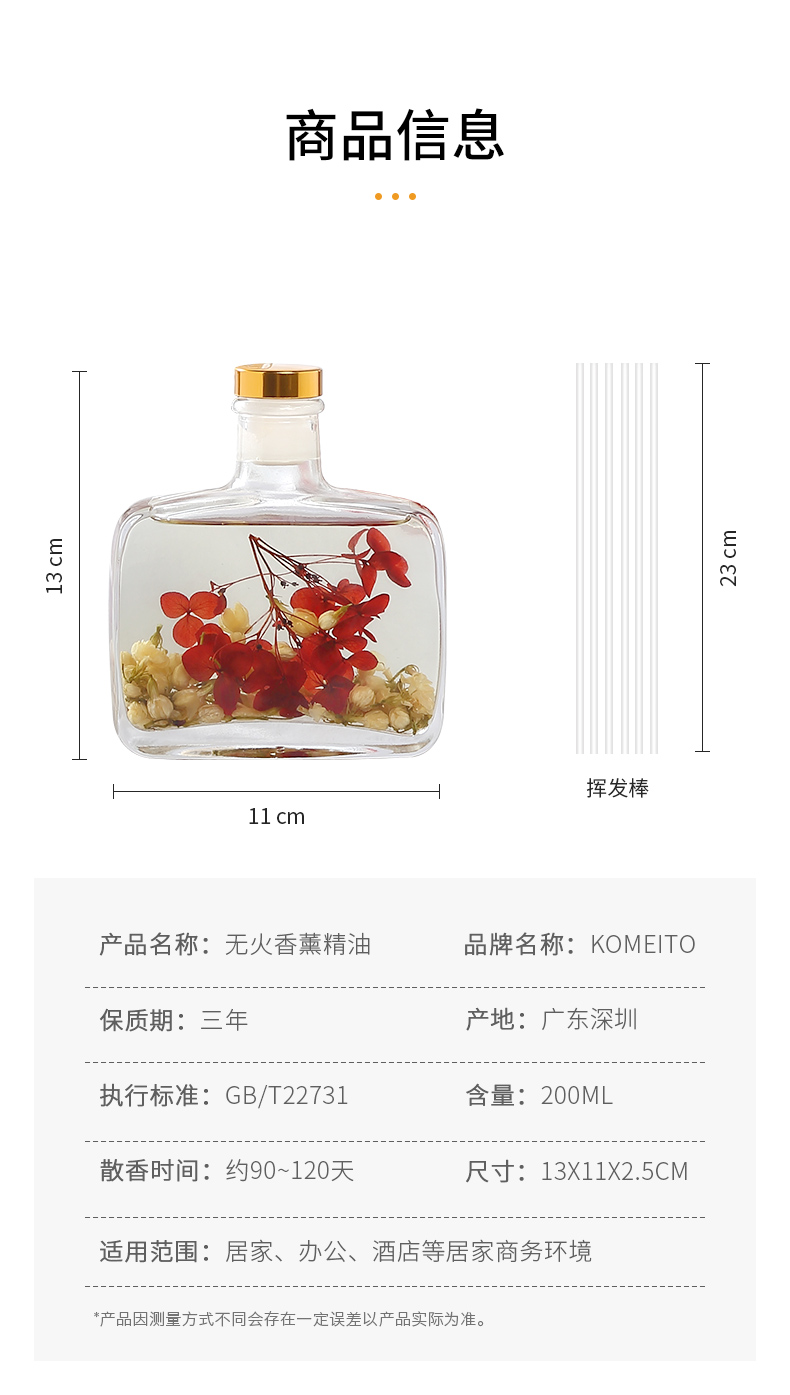 商品信息
13 cm
23 cm
挥发棒
11 cm
产品名称：无火香薰精油
品牌名称：KOMEITO
保质期：三年
产地：广东深圳
执行标准：GB/T22731
含量：200ML
散香时间：约90~120天
尺寸：13X11X2.5CM
适用范围：居家、办公、酒店等居家商务环境
*产品因测量方式不同会存在一定误差以产品实际为准。